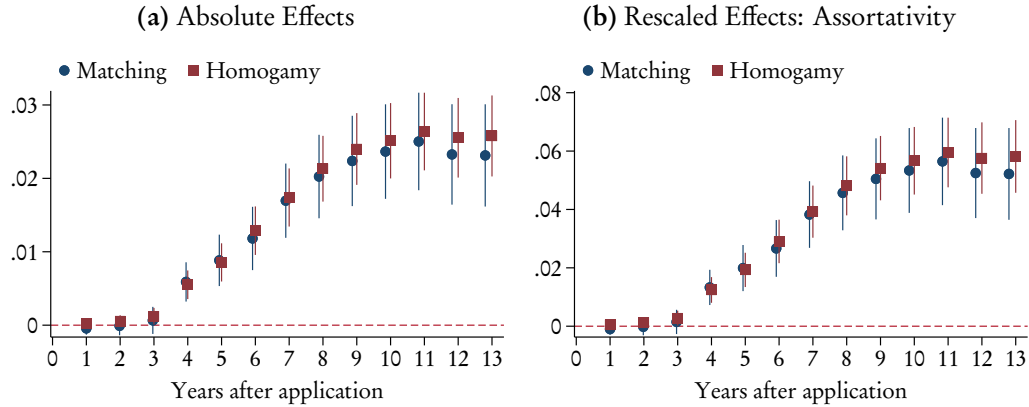 (a) Absolute Effects
Matching Homogamy
.03
.02
.01
0
0 1 2 3 4 5 6 7 8 9 10 11 12 13
Years after application
(b) Rescaled Effects: Assortativity
Matching Homogamy
.08
.06
.04
.02
0
0 1 2 3 4 5 6 7 8 9 10 11 12 13
Years after application